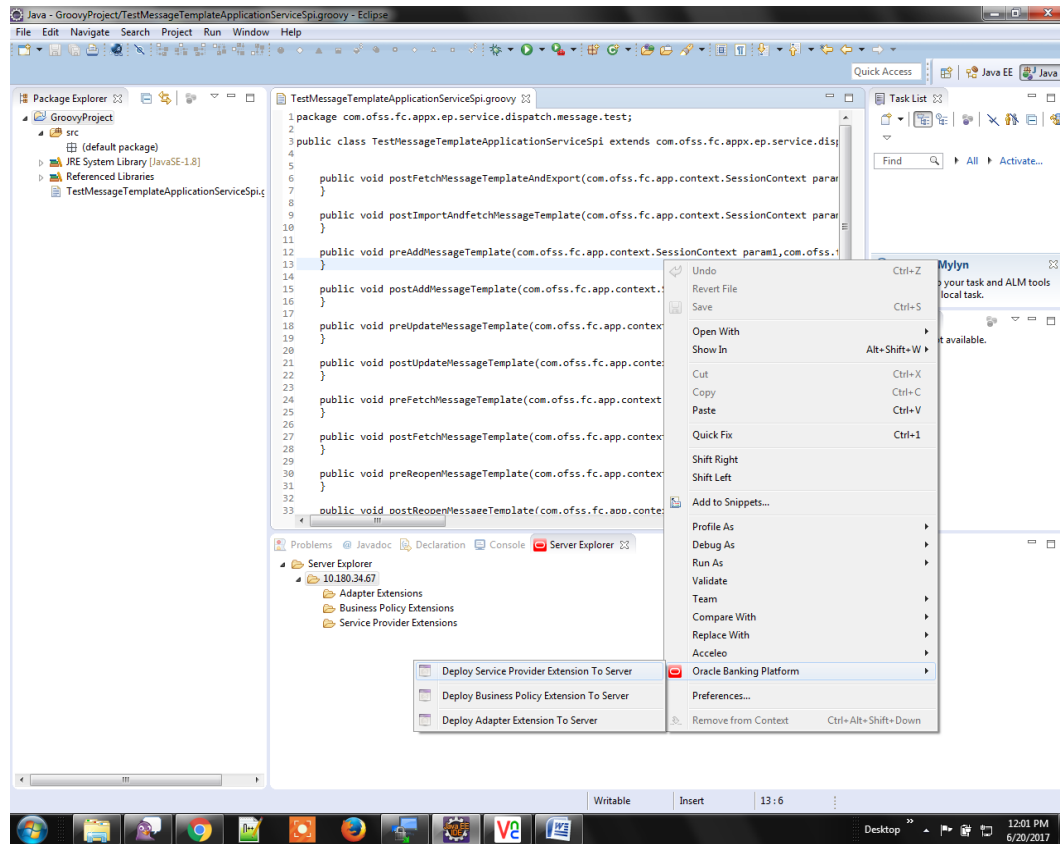 Java - GroovyProject/TestMessageTemplateApplicationServiceSpi.groovy - Eclipse
File Edit Navigate Search Project Run Window Help
Quick Access
Java EE
Java
Package Explorer
GroovyProject
src
(default package)
JRE System Library [JavaSE-1.8]
Referenced Libraries
TestMessageTemplateApplicationServiceSpi.g
TestMessageTemplateApplicationServiceSpi.groovy
1 package com.ofss.fc.appx.ep.service.dispatch.message.test;
2
3 public class TestMessageTemplateApplicationServiceSpi extends com.ofss.fc.appx.ep.service.disp
4
5
6 public void postFetchMessageTemplateAndExport(com.ofss.fc.app.context.SessionContext param
7 }
8
9 public void postImportAndfetchMessageTemplate(com.ofss.fc.app.context.SessionContext param
10 }
11
12 public void preAddMessageTemplate(com.ofss.fc.app.context.SessionContext param1,com.ofss.f
13 }
14
15 public void postAddMessageTemplate(com.ofss.fc.app.context.
16 }
17
18 public void preUpdateMessageTemplate(com.ofss.fc.app.contex
19 }
20
21 public void postUpdateMessageTemplate(com.ofss.fc.app.conte
22 }
23
24 public void preFetchMessageTemplate(com.ofss.fc.app.context
25 }
26
27 public void postFetchMessageTemplate(com.ofss.fc.app.contex
28 }
29
30 public void preReopenMessageTemplate(com.ofss.fc.app.contex
31 }
32
33 public void postReopenMessageTemplate(com.ofss.fc.app.conte
Task List
Find
All
Activate...
Mylyn
your task and ALM tools
local task.
t available.
Undo Ctrl+Z
Revert File
Save Ctrl+S
Open With
Show In Alt+Shift+W
Cut Ctrl+X
Copy Ctrl+C
Paste Ctrl+V
Quick Fix Ctrl+1
Shift Right
Shift Left
Add to Snippets...
Profile As
Debug As
Run As
Validate
Team
Compare With
Replace With
Acceleo
Oracle Banking Platform
Preferences...
Remove from Context Ctrl+Alt+Shift+Down
Deploy Service Provider Extension To Server
Deploy Business Policy Extension To Server
Deploy Adapter Extension To Server
Problems @ Javadoc Declaration Console Server Explorer
Server Explorer
10.180.34.67
Adapter Extensions
Business Policy Extensions
Service Provider Extensions
Writable Insert 13 : 6
Desktop
12:01 PM
6/20/2017